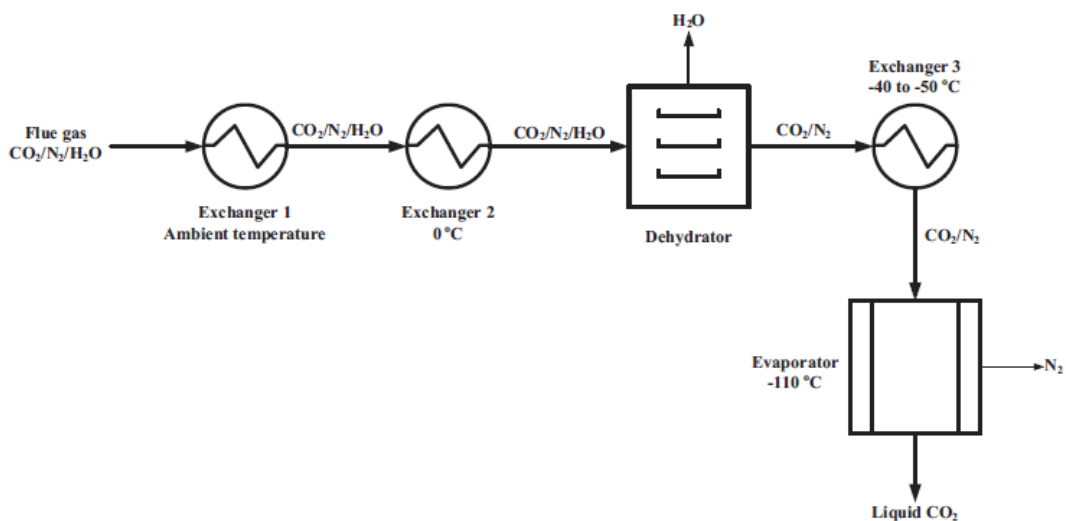 H₂O
Exchanger 3
-40 to -50 °C
Flue gas
CO₂/N₂/H₂O
CO₂/N₂/H₂O
CO₂/N₂/H₂O
CO₂/N₂
Exchanger 1
Ambient temperature
Exchanger 2
0°C
Dehydrator
CO₂/N₂
Evaporator
-110 °C
N₂
Liquid CO₂